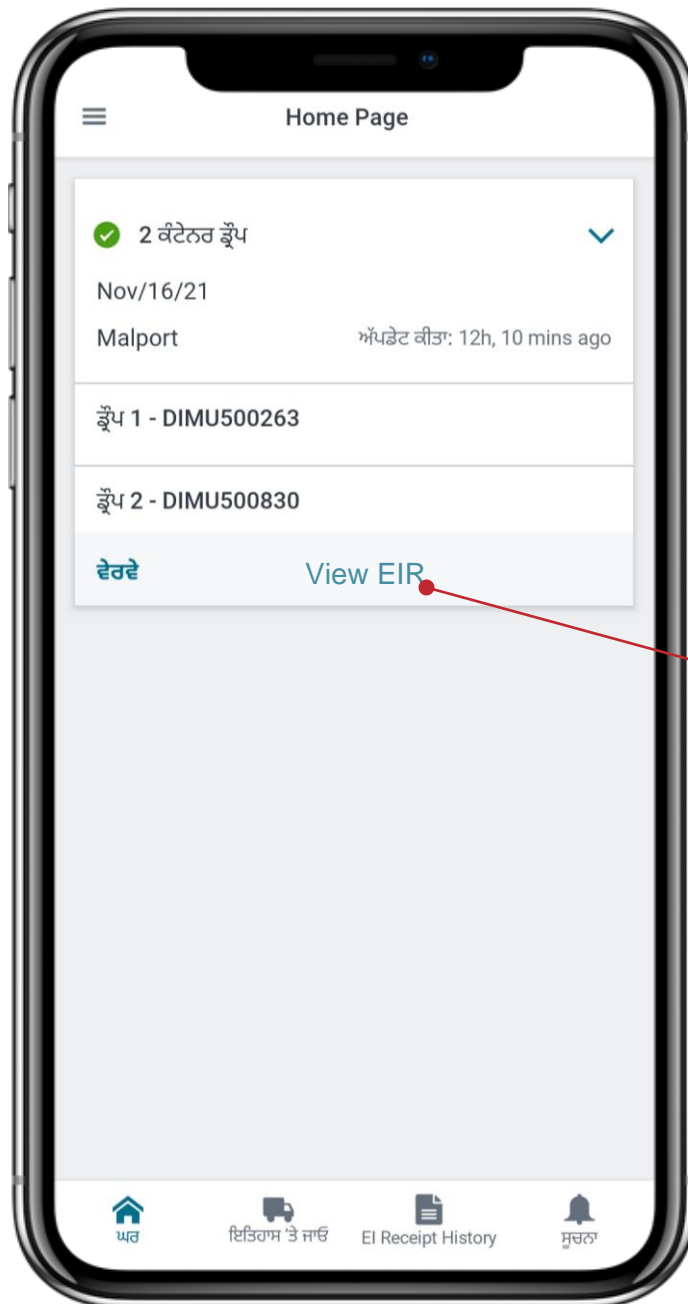 Home Page
2 ਕੰਟੇਨਰ ਡ੍ਰੌਪ
Nov/16/21
Malport ਅੱਪਡੇਟ ਕੀਤਾ: 12h, 10 mins ago
ਡ੍ਰੌਪ 1 - DIMU500263
ਡ੍ਰੌਪ 2 - DIMU500830
ਵੇਰਵੇ View EIR
ਘਰ ਇਤਿਹਾਸ 'ਤੇ ਜਾਓ EI Receipt History ਸੂਚਨਾ